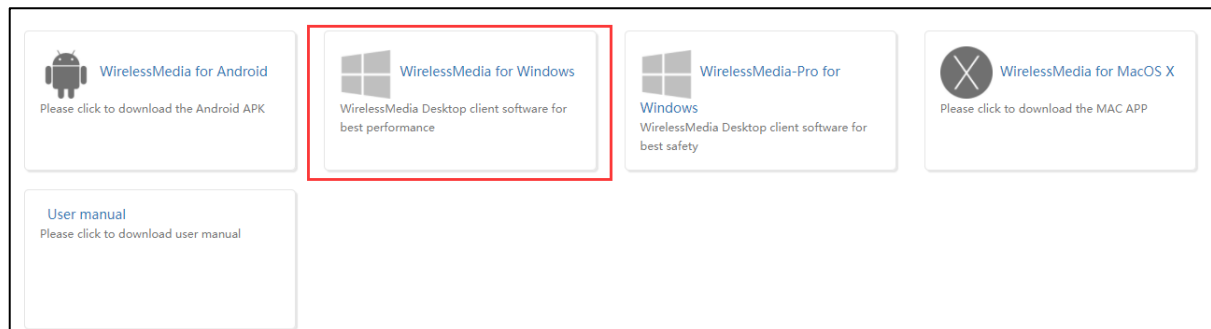 WirelessMedia for Android
Please click to download the Android APK
WirelessMedia for Windows
WirelessMedia Desktop client software for
best performance
WirelessMedia-Pro for
Windows
WirelessMedia Desktop client software for
best safety
WirelessMedia for MacOS X
Please click to download the MAC APP
User manual
Please click to download user manual